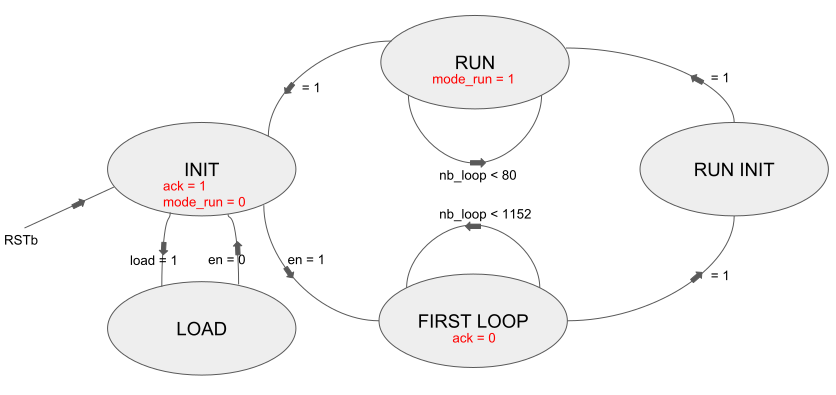 RUN
mode_run = 1
= 1
= 1
nb_loop < 80
INIT
ack = 1
mode_run = 0
RUN INIT
nb_loop < 1152
RSTb
load = 1
en = 0
en = 1
= 1
FIRST LOOP
ack = 0
LOAD